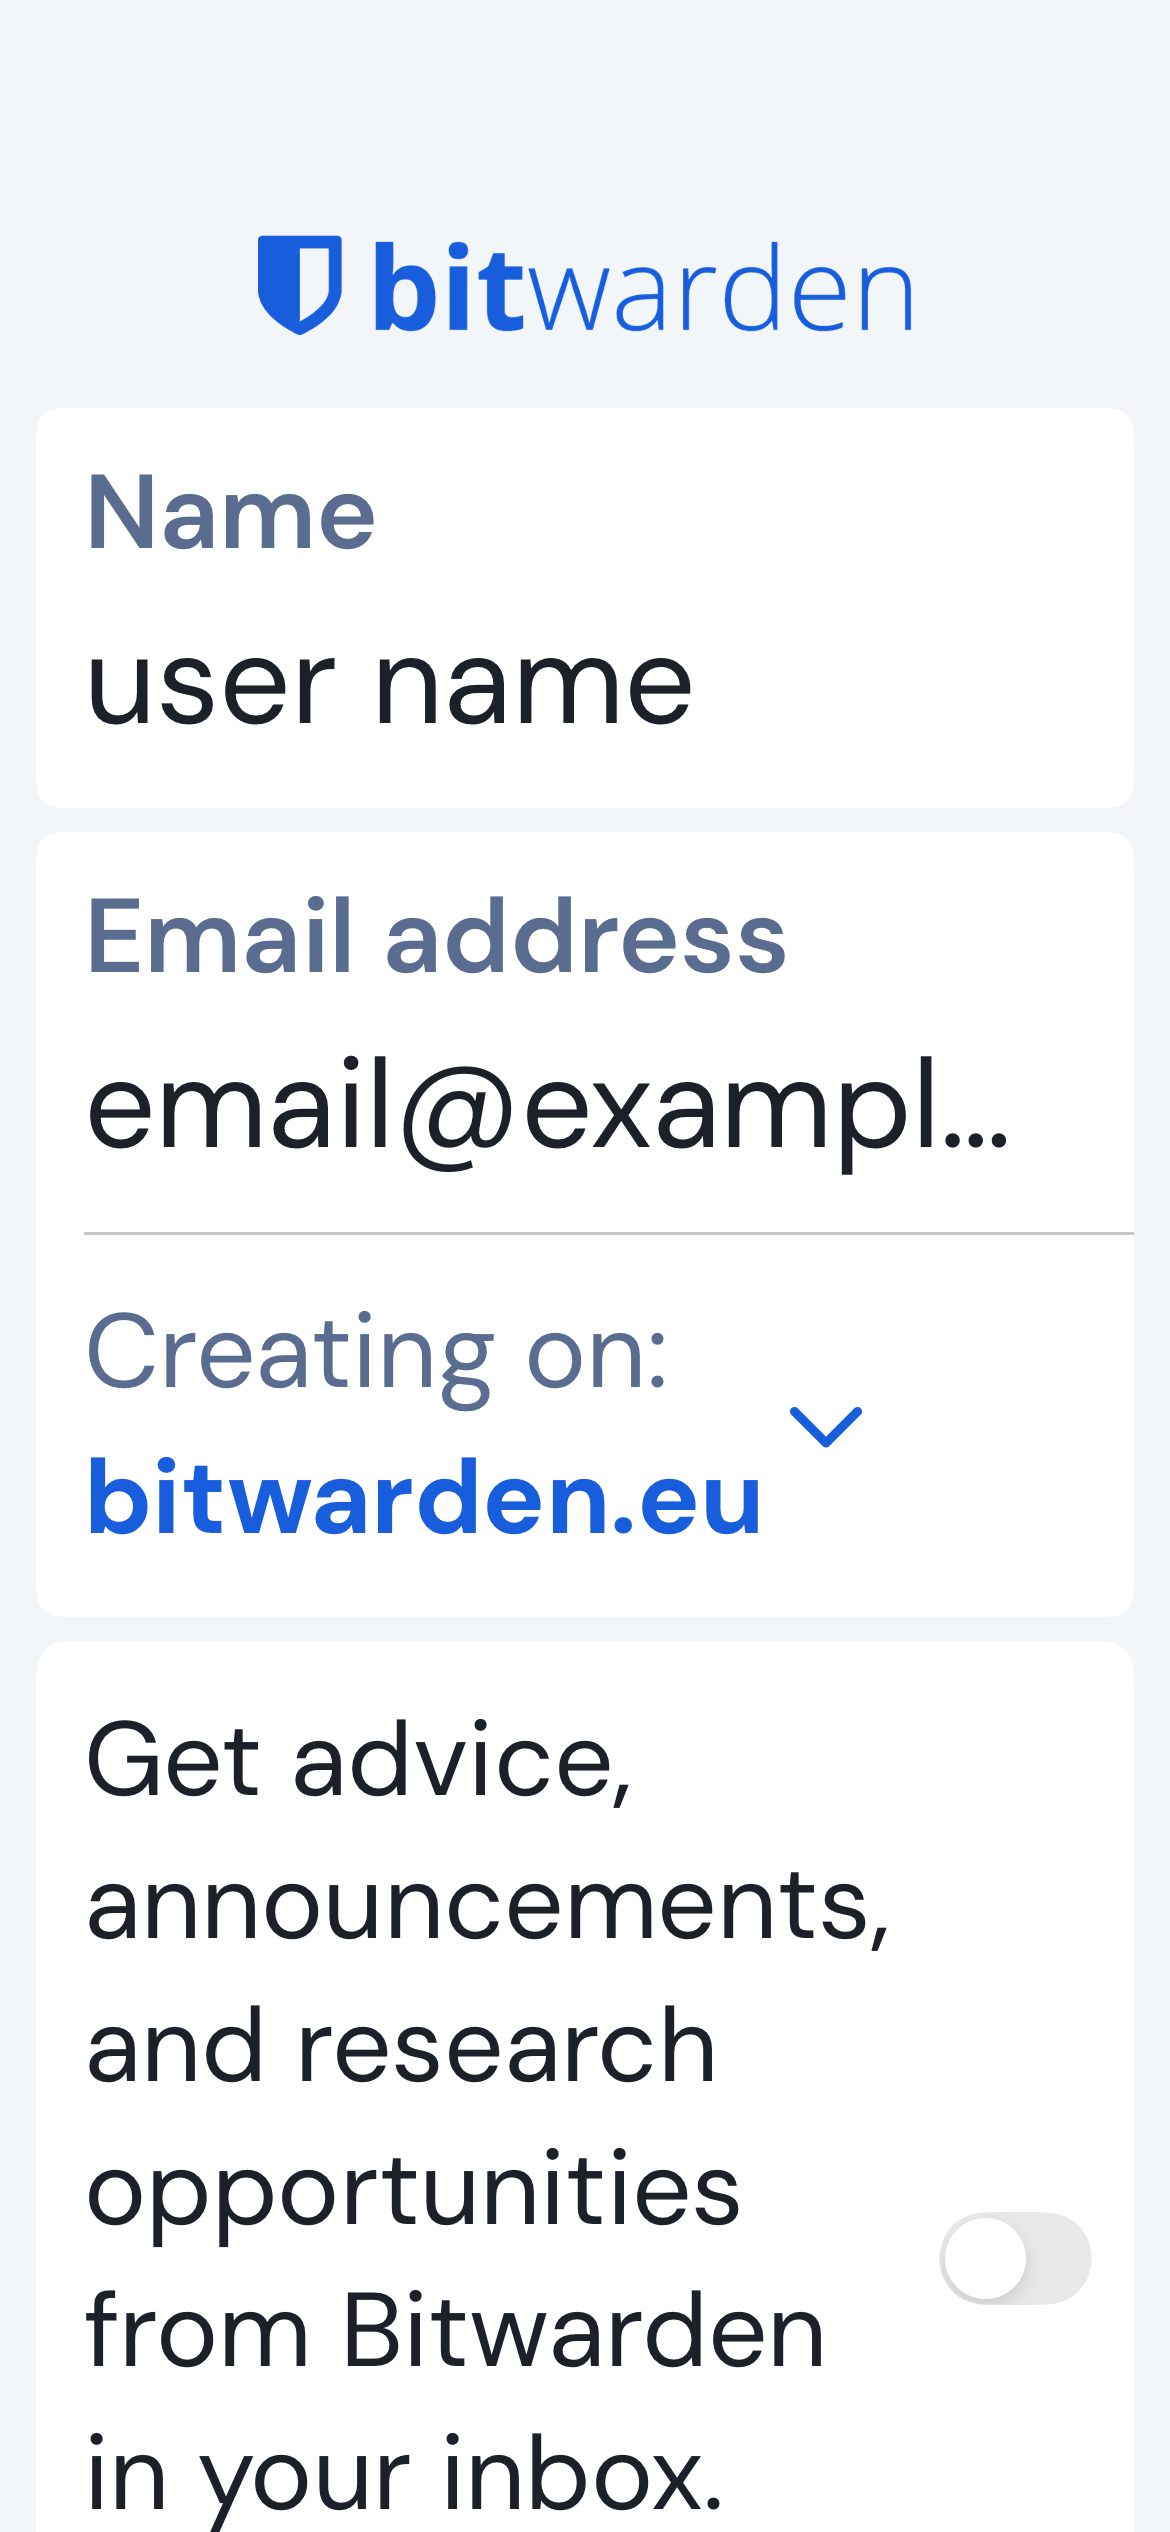 bitwarden
Name
user name
Email address
email@exampl...
Creating on:
bitwarden.eu
Get advice,
announcements,
and research
opportunities
from Bitwarden
in your inbox.